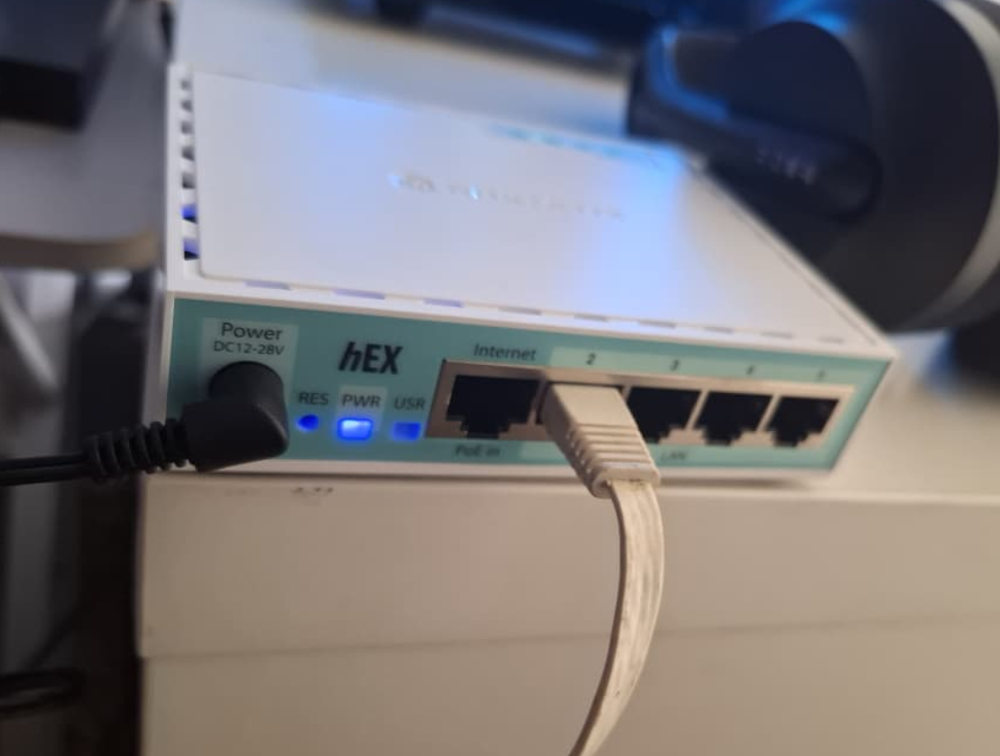 Power
DC12-28V
hEX
RES PWR USR
Internet 2 3 4 5
PoE in LAN